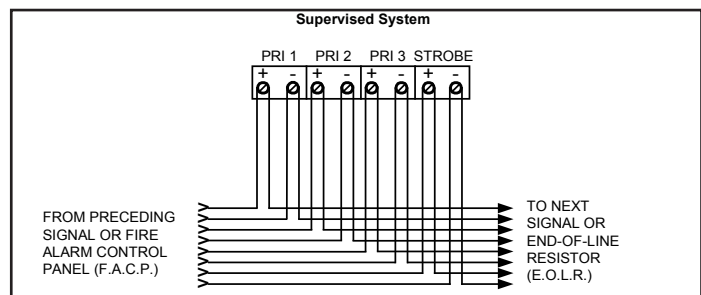 Supervised System
PRI 1 PRI 2 PRI 3 STROBE
+ - + - + - + -
FROM PRECEDING
SIGNAL OR FIRE
ALARM CONTROL
PANEL (F.A.C.P.)
TO NEXT
SIGNAL OR
END-OF-LINE
RESISTOR
(E.O.L.R.)